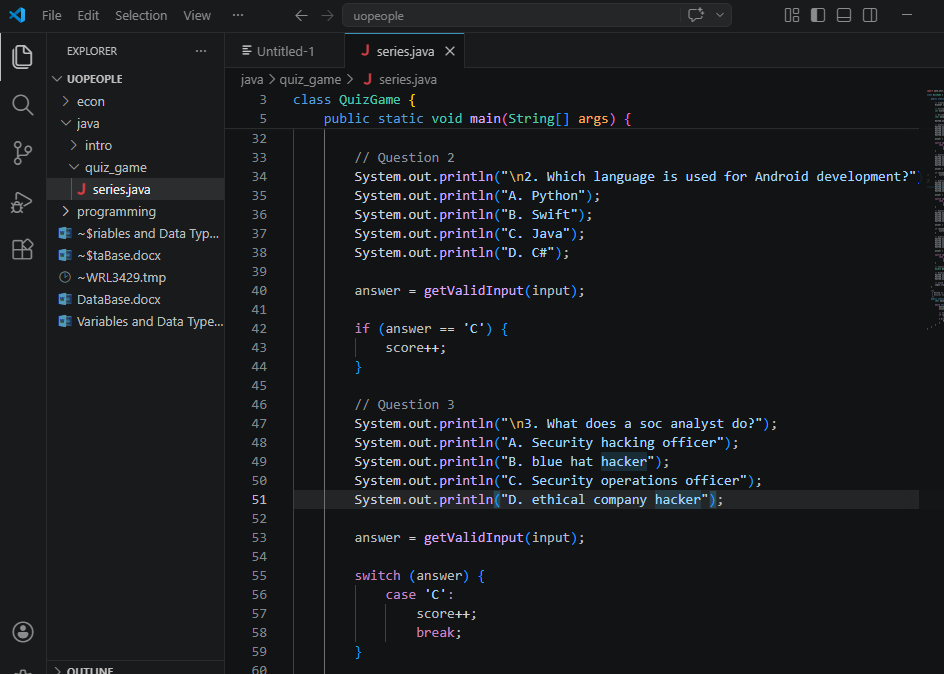 File Edit Selection View ··· uopeople
EXPLORER ···
UOPEOPLE
econ
java
intro
quiz_game
series.java
programming
~$riables and Data Typ...
~$taBase.docx
~WRL3429.tmp
DataBase.docx
Variables and Data Type...
OUTLINE
Untitled-1 J series.java
java > quiz_game > J series.java
3 class QuizGame {
5 public static void main(String[] args) {
32
33 // Question 2
34 System.out.println("\n2. Which language is used for Android development?")
35 System.out.println("A. Python");
36 System.out.println("B. Swift");
37 System.out.println("C. Java");
38 System.out.println("D. C#");
39
40 answer = getValidInput(input);
41
42 if (answer == 'C') {
43 score++;
44 }
45
46 // Question 3
47 System.out.println("\n3. What does a soc analyst do?");
48 System.out.println("A. Security hacking officer");
49 System.out.println("B. blue hat hacker");
50 System.out.println("C. Security operations officer");
51 System.out.println("D. ethical company hacker");
52
53 answer = getValidInput(input);
54
55 switch (answer) {
56 case 'C':
57 score++;
58 break;
59 }
60